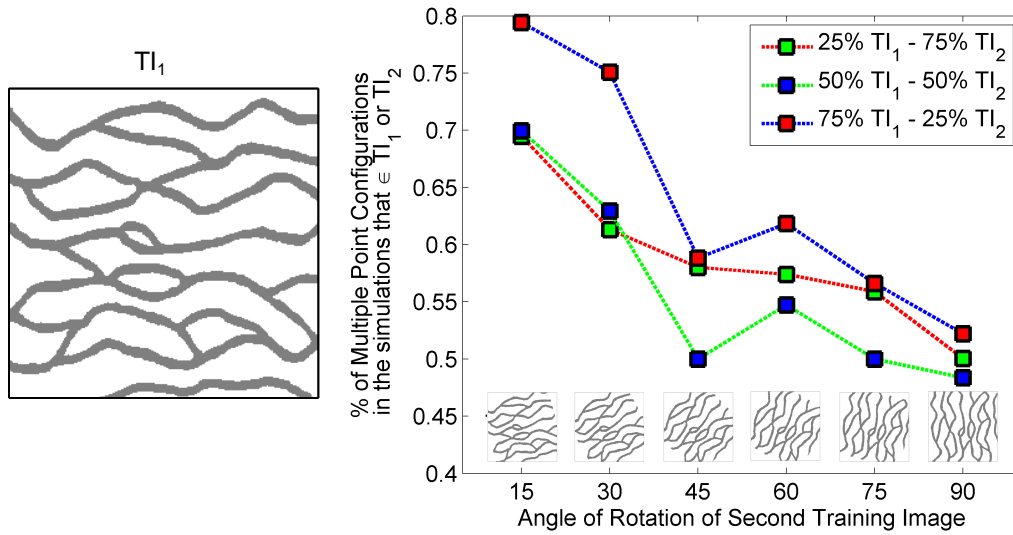 TI1
% of Multiple Point Configurations
in the simulations that ∈ TI1 or TI2
0.8
0.75
0.7
0.65
0.6
0.55
0.5
0.45
0.4
25% TI1 - 75% TI2
50% TI1 - 50% TI2
75% TI1 - 25% TI2
15 30 45 60 75 90
Angle of Rotation of Second Training Image